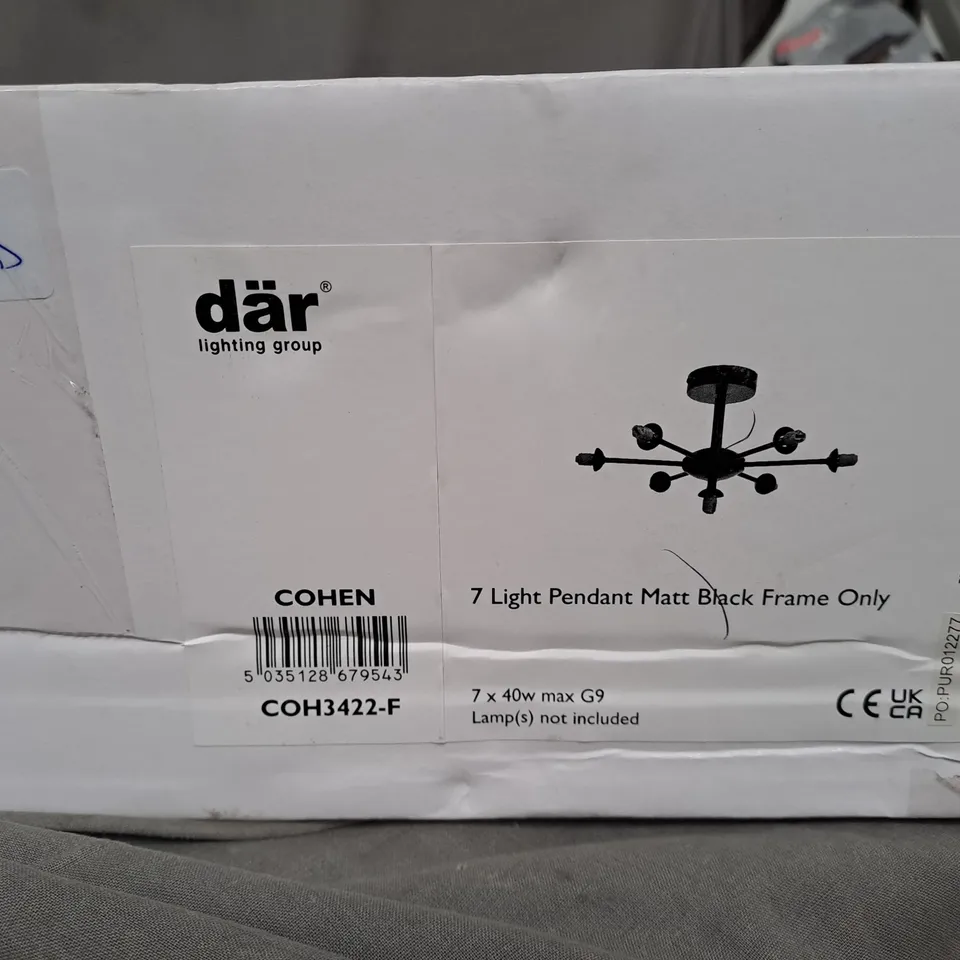 där®
lighting group
COHEN
5 035128 679543
COH3422-F
7 Light Pendant Matt Black Frame Only
7 x 40w max G9
Lamp(s) not included
CE UK
CA
PO:PUR012277